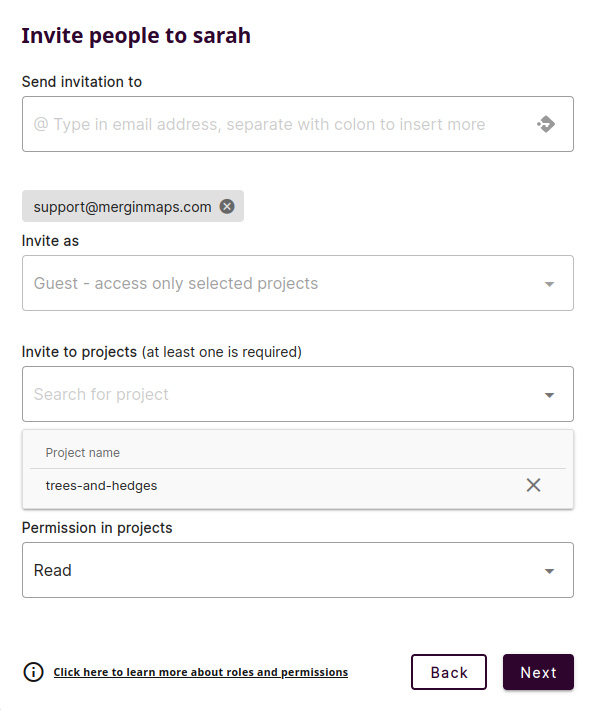 Invite people to sarah
Send invitation to
@ Type in email address, separate with colon to insert more
support@merginmaps.com
Invite as
Guest - access only selected projects
Invite to projects (at least one is required)
Search for project
Project name
trees-and-hedges
Permission in projects
Read
Click here to learn more about roles and permissions
Back
Next